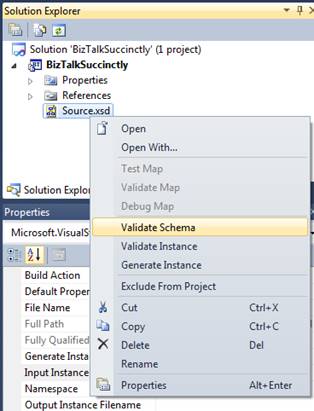 Solution Explorer
Solution 'BizTalkSuccinctly' (1 project)
BizTalkSuccinctly
Properties
References
Source.xsd
Open
Open With...
Test Map
Validate Map
Debug Map
Solution Explo
Properties
Validate Schema
Microsoft.VisualS
Validate Instance
Generate Instance
Build Action
Default Proper
Exclude From Project
File Name
Cut Ctrl+X
Full Path
Copy Ctrl+C
Fully Qualified
Delete Del
Generate Instan
Rename
Input Instance
Namespace
Properties Alt+Enter
Output Instance Filename